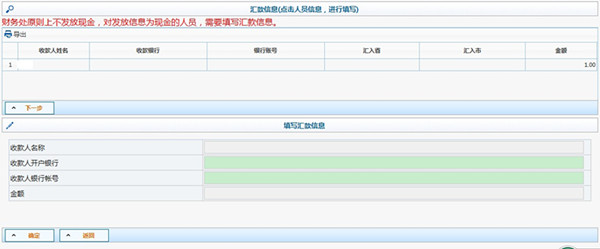 汇款信息(点击人员信息，进行填写)
财务处原则上不发放现金，对发放信息为现金的人员，需要填写汇款信息。
导出
收款人姓名 收款银行 银行账号 汇入省 汇入市 金额
1 1.00
下一步
填写汇款信息
收款人名称
收款人开户银行
收款人银行帐号
金额
确定 返回